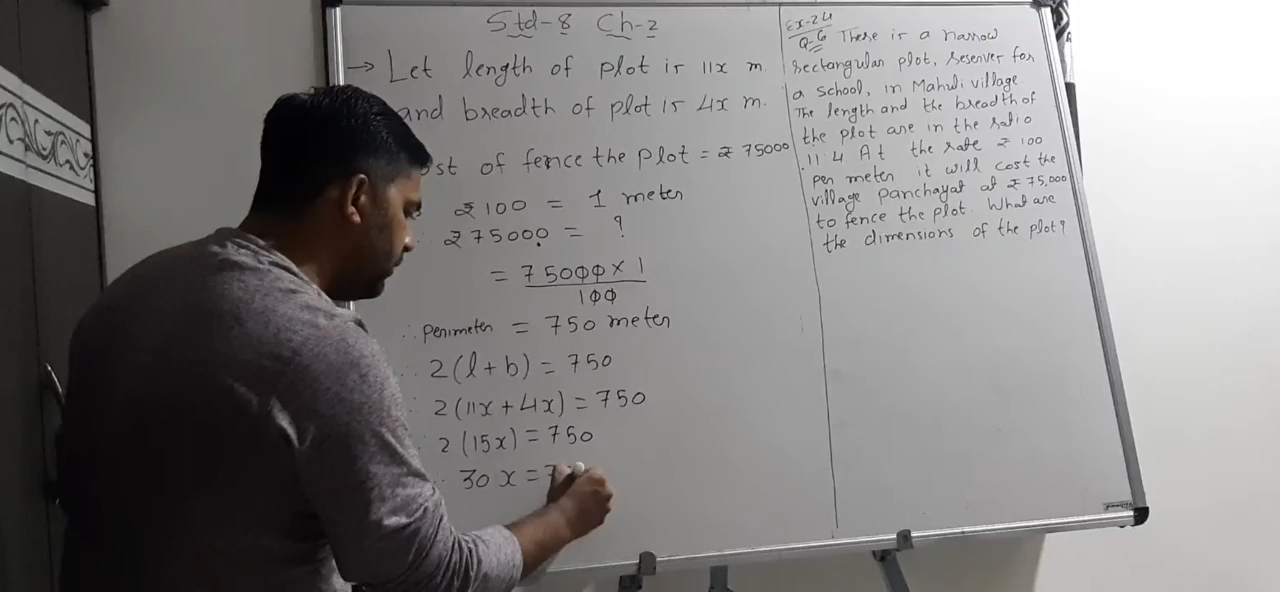 Std-8 Ch-2
→ Let length of plot is 11x m.
and breadth of plot is 4x m.
st of fence the plot = ₹ 75000
₹ 100 = 1 meter
∴ ₹ 75000 = ?
= 75000 × 1
100
∴ Perimeter = 750 meter
∴ 2(l+b) = 750
∴ 2(11x+4x) = 750
∴ 2(15x) = 750
∴ 30x = 7
Ex-2.4
Q-6 There is a narrow
rectangular plot, reserver for
a school, in Mahuli village.
The length and the breadth of
the plot are in the ratio
11:4 At the rate ₹ 100
per meter it will cost the
village panchayat at ₹ 75,000
to fence the plot. What are
the dimensions of the plot?